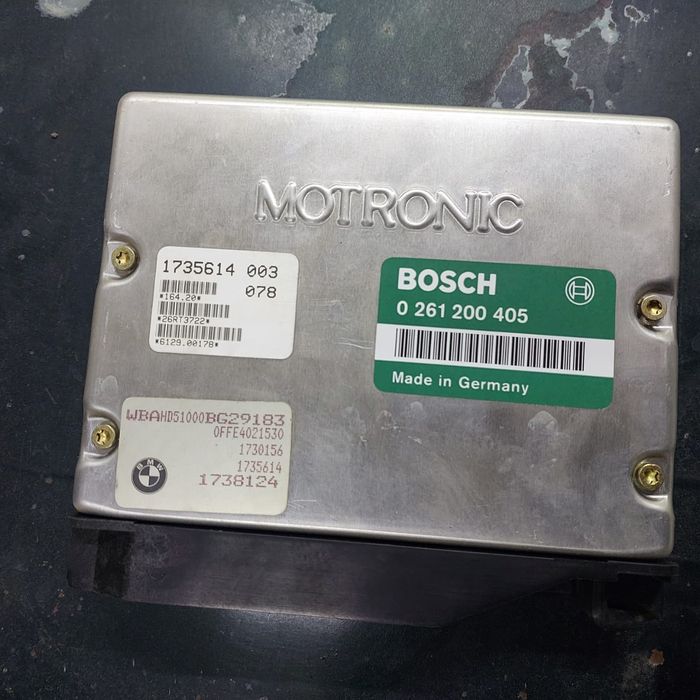 MOTRONIC
1735614 003
078
*164.20*
*26RT3722*
*6129.00178*
BOSCH
0 261 200 405
Made in Germany
WBAHD51000BG29183
0FFE4021530
1730156
1735614
1738124
BMW